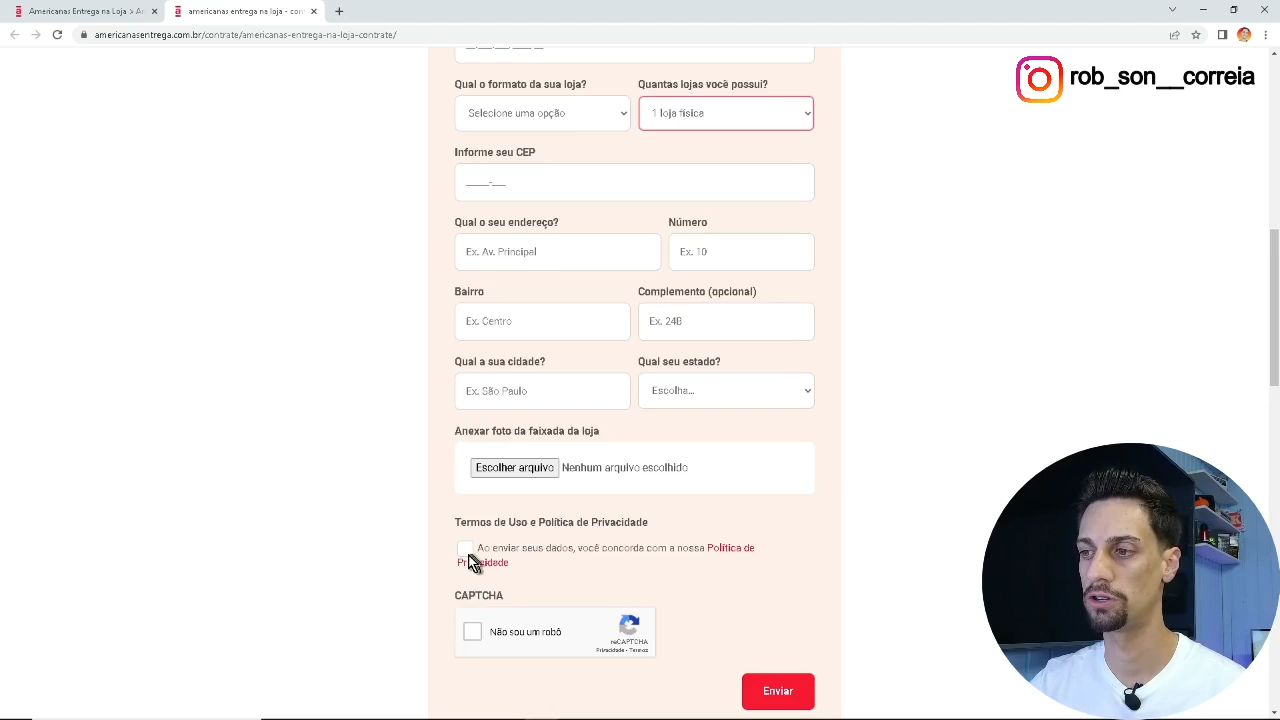 Americanas Entrega na Loja > An
americanas entrega na loja - con
americanasentrega.com.br/contrate/americanas-entrega-na-loja-contrate/
rob_son__correia
Qual o formato da sua loja? Quantas lojas você possui?
Selecione uma opção 1 loja física
Informe seu CEP
_____-___
Qual o seu endereço? Número
Ex. Av. Principal Ex. 10
Bairro Complemento (opcional)
Ex. Centro Ex. 24B
Qual a sua cidade? Qual seu estado?
Ex. São Paulo Escolha...
Anexar foto da faixada da loja
Escolher arquivo Nenhum arquivo escolhido
Termos de Uso e Política de Privacidade
Ao enviar seus dados, você concorda com a nossa Política de
Privacidade
CAPTCHA
Não sou um robô
reCAPTCHA
Privacidade - Termos
Enviar